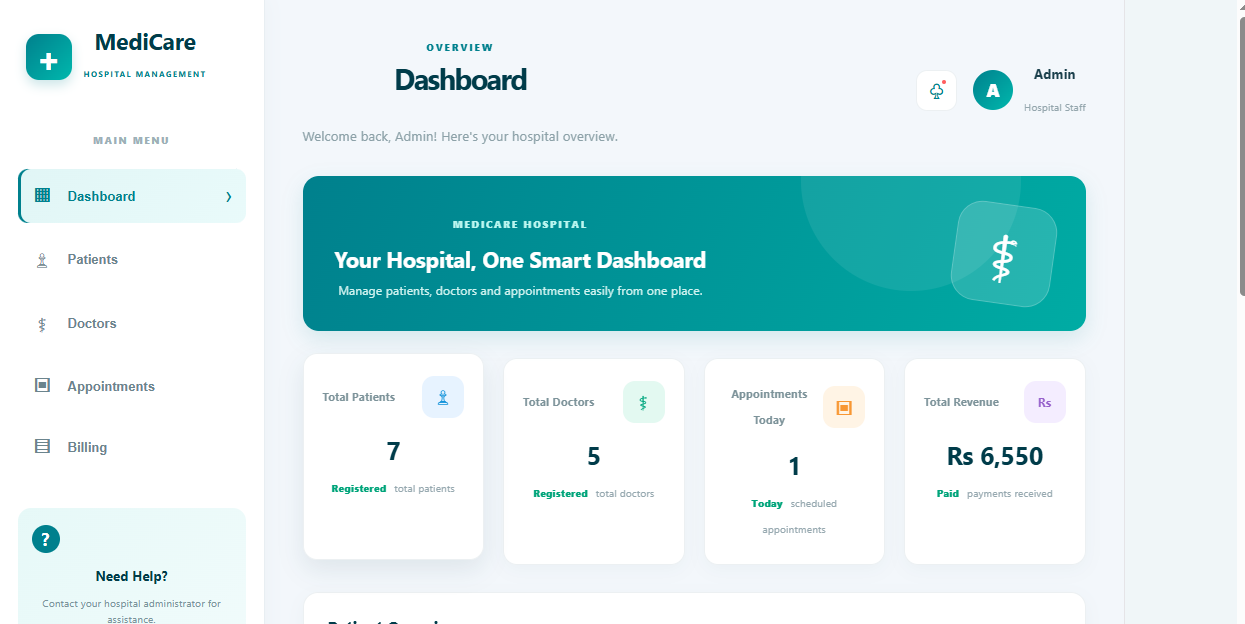 MediCare
HOSPITAL MANAGEMENT
MAIN MENU
Dashboard
Patients
Doctors
Appointments
Billing
?
Need Help?
Contact your hospital administrator for
assistance.
OVERVIEW
Dashboard
Welcome back, Admin! Here's your hospital overview.
A
Admin
Hospital Staff
MEDICARE HOSPITAL
Your Hospital, One Smart Dashboard
Manage patients, doctors and appointments easily from one place.
Total Patients
7
Registered total patients
Total Doctors
5
Registered total doctors
Appointments
Today
1
Today scheduled
appointments
Total Revenue
Rs
Rs 6,550
Paid payments received